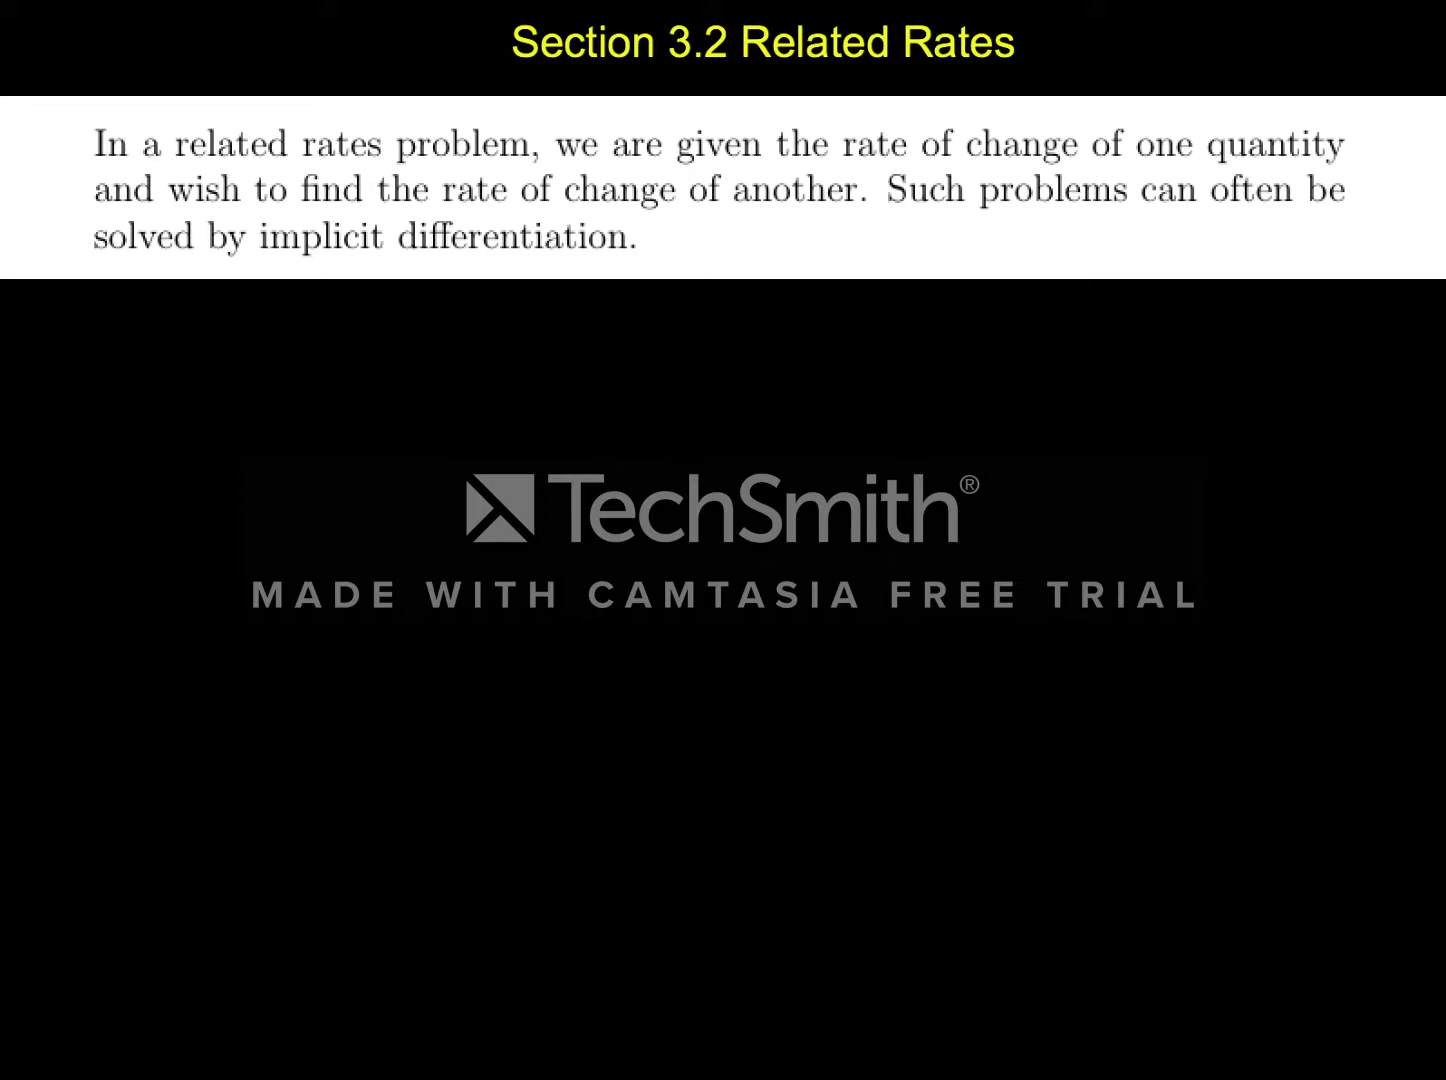 Section 3.2 Related Rates
In a related rates problem, we are given the rate of change of one quantity
and wish to find the rate of change of another. Such problems can often be
solved by implicit differentiation.
TechSmith®
MADE WITH CAMTASIA FREE TRIAL